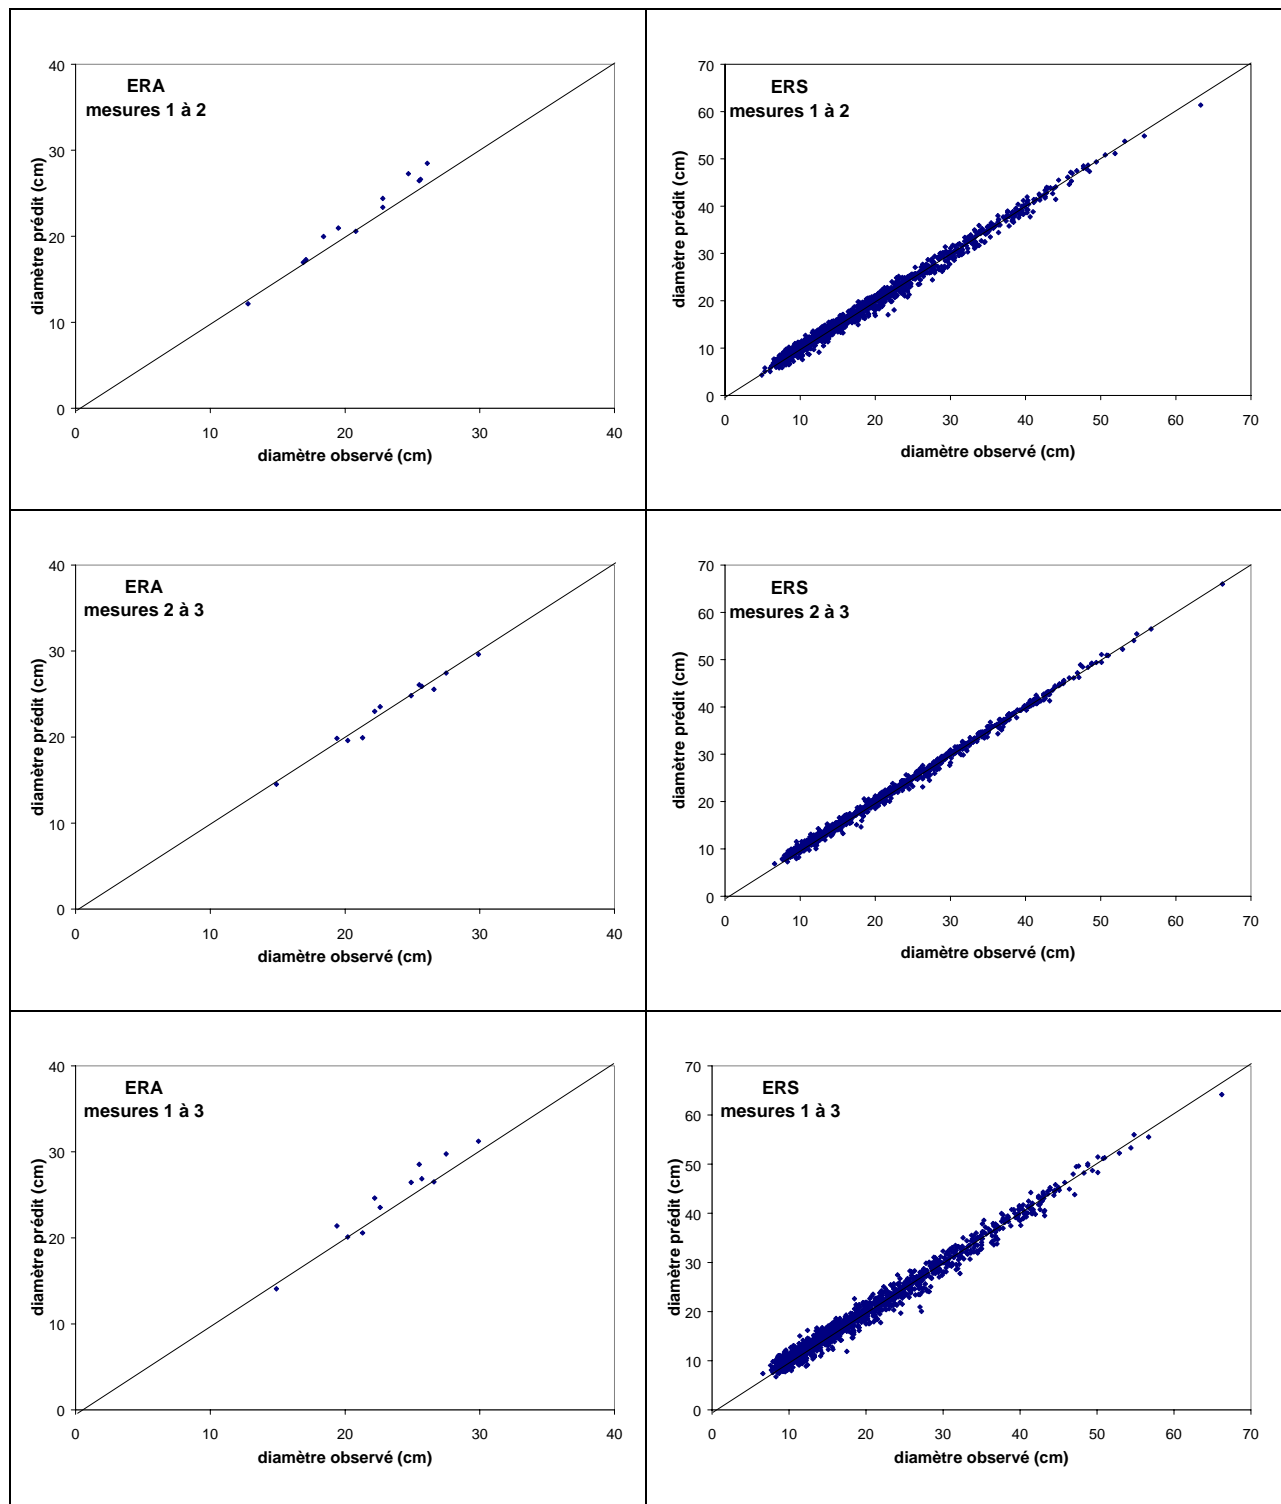 ERA
mesures 1 à 2
diamètre prédit (cm)
40
30
20
10
0
0 10 20 30 40
diamètre observé (cm)
ERS
mesures 1 à 2
diamètre prédit (cm)
70
60
50
40
30
20
10
0
0 10 20 30 40 50 60 70
diamètre observé (cm)
ERA
mesures 2 à 3
diamètre prédit (cm)
40
30
20
10
0
0 10 20 30 40
diamètre observé (cm)
ERS
mesures 2 à 3
diamètre prédit (cm)
70
60
50
40
30
20
10
0
0 10 20 30 40 50 60 70
diamètre observé (cm)
ERA
mesures 1 à 3
diamètre prédit (cm)
40
30
20
10
0
0 10 20 30 40
diamètre observé (cm)
ERS
mesures 1 à 3
diamètre prédit (cm)
70
60
50
40
30
20
10
0
0 10 20 30 40 50 60 70
diamètre observé (cm)